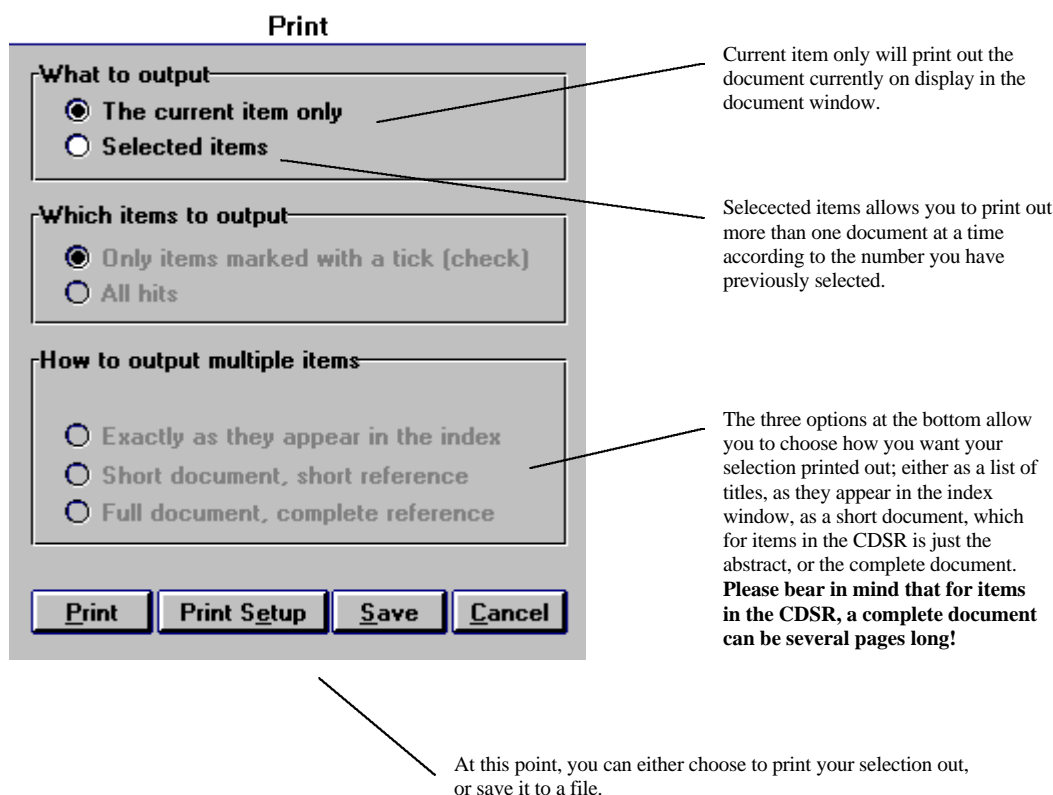 Print
What to output
The current item only
Selected items
Which items to output
Only items marked with a tick (check)
All hits
How to output multiple items
Exactly as they appear in the index
Short document, short reference
Full document, complete reference
Print
Print Setup
Save
Cancel
Current item only will print out the
document currently on display in the
document window.
Selecected items allows you to print out
more than one document at a time
according to the number you have
previously selected.
The three options at the bottom allow
you to choose how you want your
selection printed out; either as a list of
titles, as they appear in the index
window, as a short document, which
for items in the CDSR is just the
abstract, or the complete document.
Please bear in mind that for items
in the CDSR, a complete document
can be several pages long!
At this point, you can either choose to print your selection out,
or save it to a file.